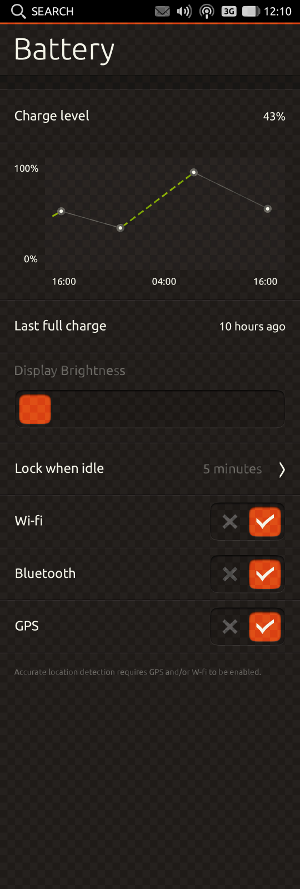 SEARCH 3G 12:10
Battery
Charge level 43%
100%
0%
16:00 04:00 16:00
Last full charge 10 hours ago
Display Brightness
Lock when idle 5 minutes
Wi-fi
Bluetooth
GPS
Accurate location detection requires GPS and/or W-fi to be enabled.